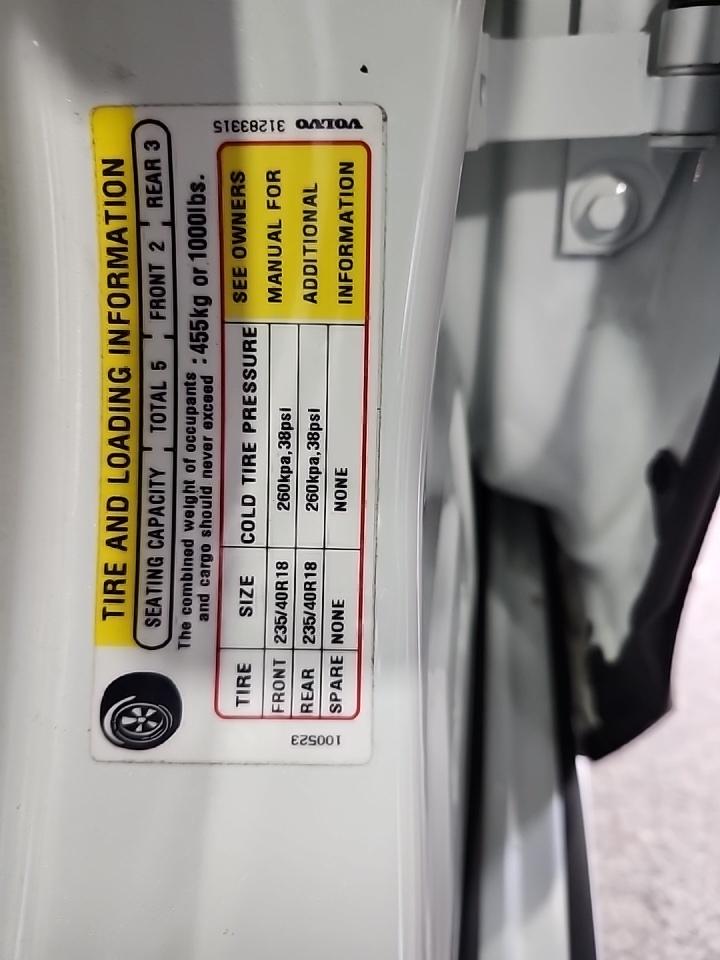 TIRE AND LOADING INFORMATION
SEATING CAPACITY TOTAL 5 FRONT 2 REAR 3
The combined weight of occupants
and cargo should never exceed : 455kg or 1000lbs.
TIRE SIZE COLD TIRE PRESSURE SEE OWNERS
FRONT 235/40R18 260kpa,38psi MANUAL FOR
REAR 235/40R18 260kpa,38psi ADDITIONAL
SPARE NONE NONE INFORMATION
100523
VOLVO 31283315